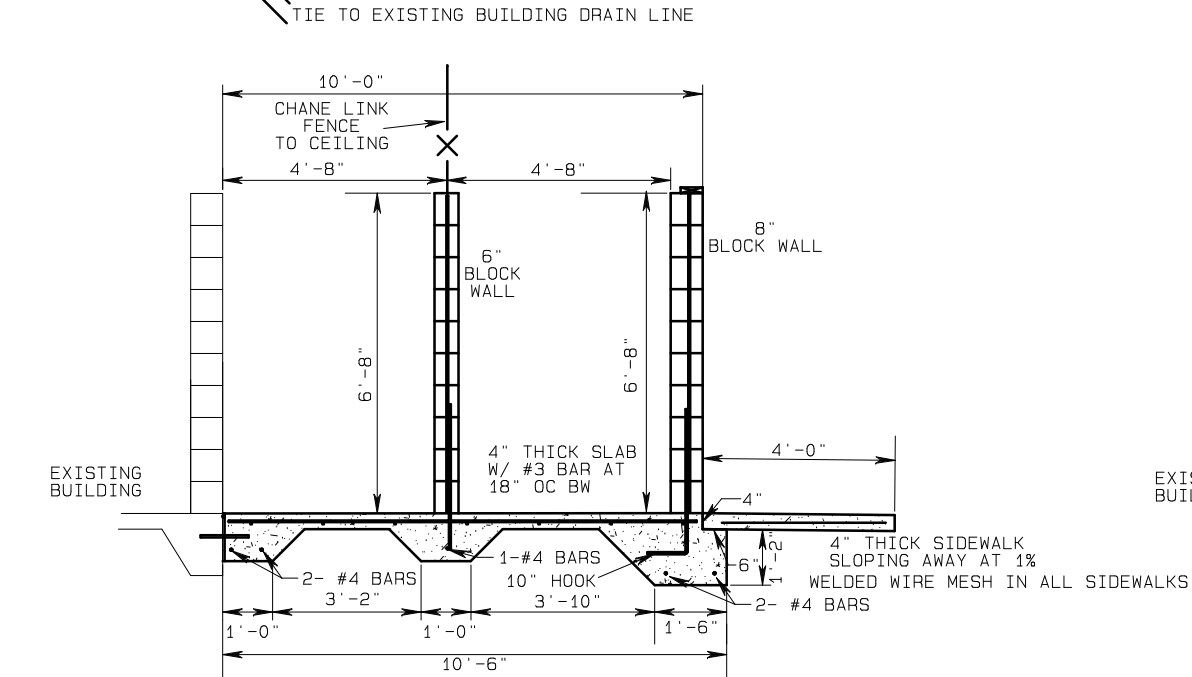 TIE TO EXISTING BUILDING DRAIN LINE
10'-0"
CHANE LINK
FENCE
TO CEILING
4'-8"
4'-8"
8"
BLOCK WALL
6"
BLOCK
WALL
6'-8"
6'-8"
4" THICK SLAB
W/ #3 BAR AT
18" OC BW
4'-0"
EXISTING
BUILDING
4"
1'-2"
6"
4" THICK SIDEWALK
SLOPING AWAY AT 1%
WELDED WIRE MESH IN ALL SIDEWALKS
1-#4 BARS
2- #4 BARS
10" HOOK
2- #4 BARS
3'-2"
3'-10"
1'-0"
1'-0"
1'-6"
10'-6"